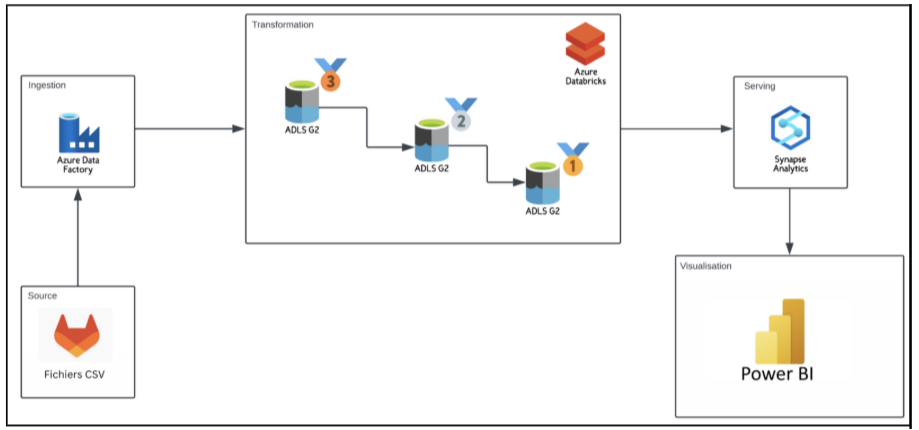 Transformation
Ingestion
Azure Data
Factory
3
ADLS G2
2
ADLS G2
1
ADLS G2
Azure
Databricks
Serving
Synapse
Analytics
Source
Fichiers CSV
Visualisation
Power BI